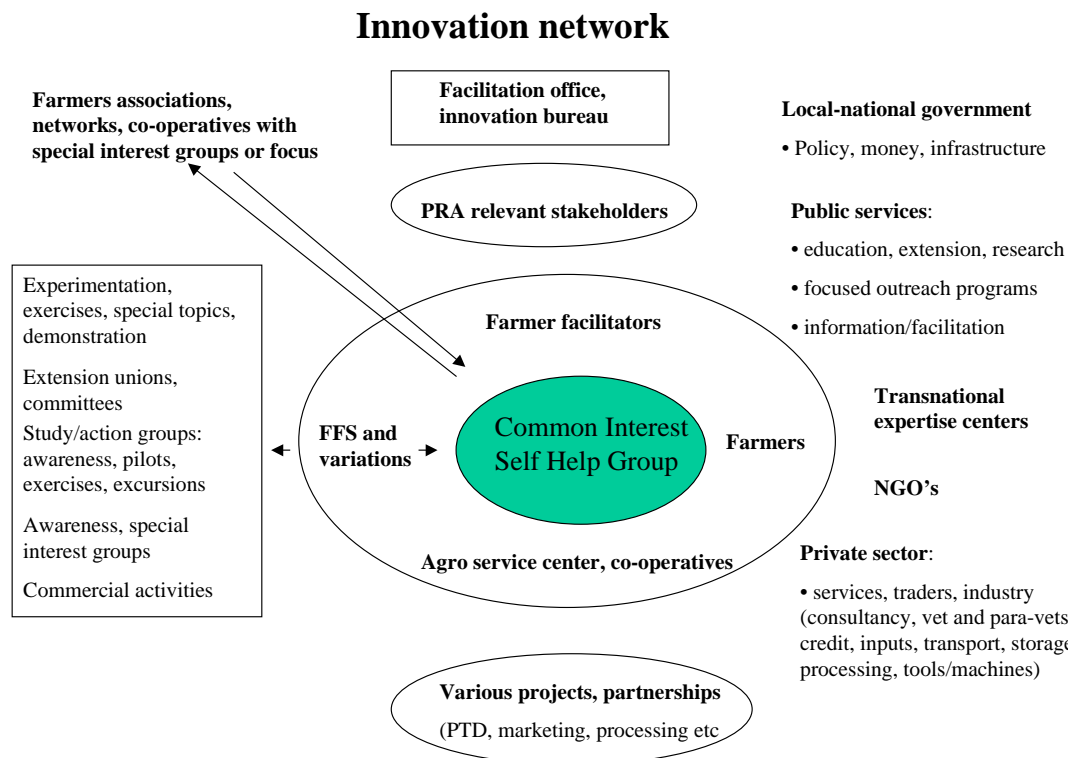 Innovation network
Facilitation office,
innovation bureau
Farmers associations,
networks, co-operatives with
special interest groups or focus
Local-national government
• Policy, money, infrastructure
PRA relevant stakeholders
Public services:
• education, extension, research
• focused outreach programs
• information/facilitation
Experimentation,
exercises, special topics,
demonstration
Extension unions,
committees
Study/action groups:
awareness, pilots,
exercises, excursions
Awareness, special
interest groups
Commercial activities
Farmer facilitators
FFS and
variations
Common Interest
Self Help Group
Farmers
Agro service center, co-operatives
Transnational
expertise centers
NGO's
Private sector:
• services, traders, industry
(consultancy, vet and para-vets
credit, inputs, transport, storage
processing, tools/machines)
Various projects, partnerships
(PTD, marketing, processing etc